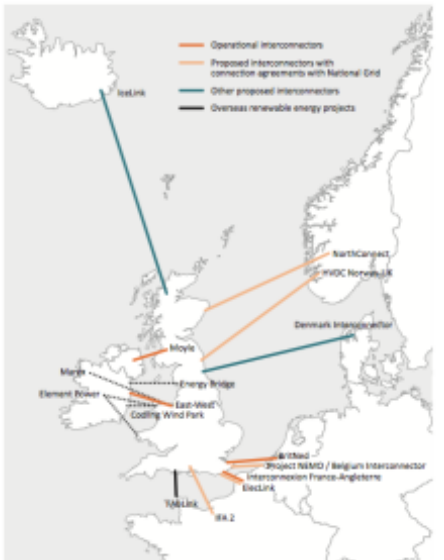 Operational interconnectors
Proposed interconnectors with
connection agreements with National Grid
Other proposed interconnectors
Overseas renewable energy projects
IceLink
NorthConnect
HVDC Norway-UK
Denmark Interconnector
Moyle
Marex
Energy Bridge
Element Power
East-West
Codling Wind Park
BritNed
Project NEMO / Belgium Interconnector
Interconnexion France-Angleterre
ElecLink
IFA 2